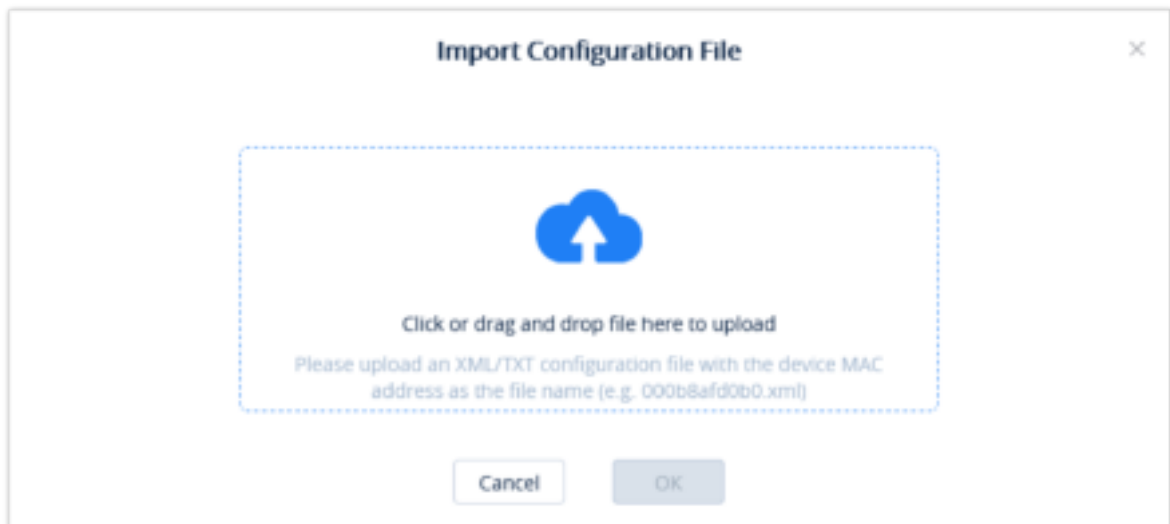 Import Configuration File
Click or drag and drop file here to upload
Please upload an XML/TXT configuration file with the device MAC
address as the file name (e.g. 000b8afd0b0.xml)
Cancel
OK